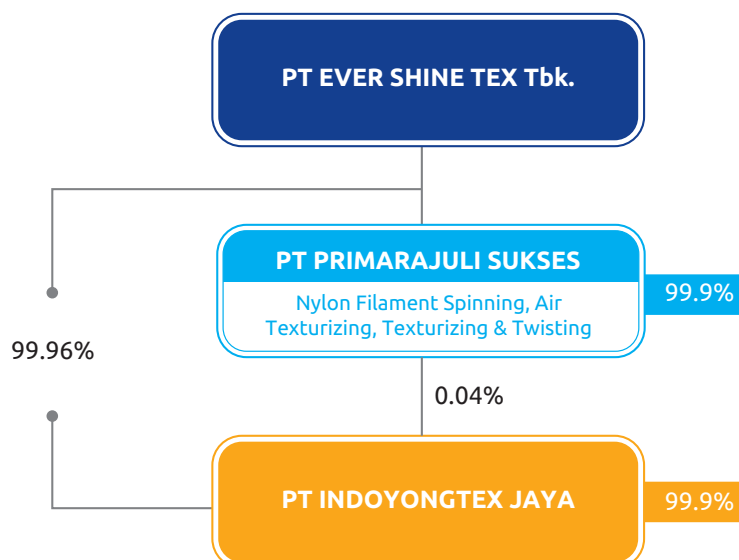 PT EVER SHINE TEX Tbk.
PT PRIMARAJULI SUKSES
Nylon Filament Spinning, Air
Texturizing, Texturizing & Twisting
99.9%
99.96%
0.04%
PT INDOYONGTEX JAYA
99.9%